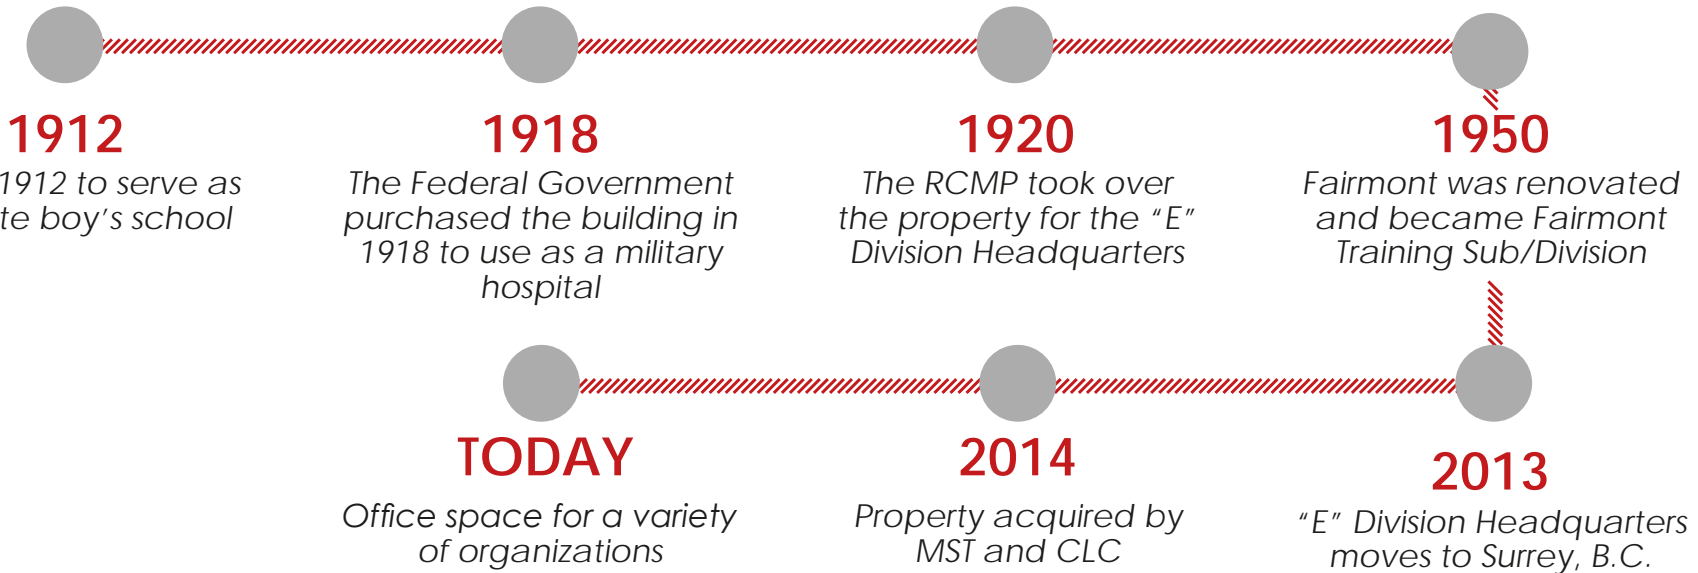 1912
1912 to serve as
te boy's school
1918
The Federal Government
purchased the building in
1918 to use as a military
hospital
1920
The RCMP took over
the property for the "E"
Division Headquarters
1950
Fairmont was renovated
and became Fairmont
Training Sub/Division
2013
"E" Division Headquarters
moves to Surrey, B.C.
2014
Property acquired by
MST and CLC
TODAY
Office space for a variety
of organizations